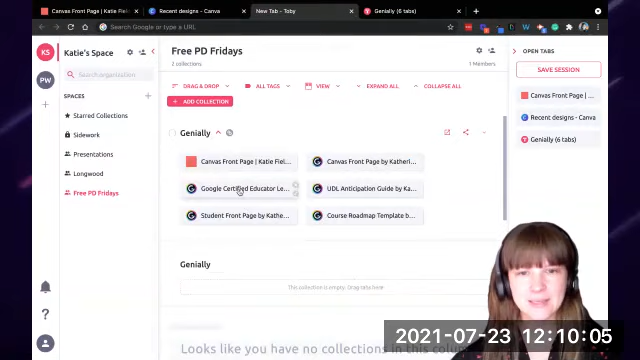 Canvas Front Page | Katie Fiel
Recent designs - Canva
New Tab - Toby
Genially (6 tabs)
Search Google or type a URL
KS
PW
Katie's Space
Search organization
SPACES
Starred Collections
Sidework
Presentations
Longwood
Free PD Fridays
Free PD Fridays
2 collections
1 Members
DRAG & DROP
ALL TAGS
VIEW
EXPAND ALL
COLLAPSE ALL
+ ADD COLLECTION
Genially
Canvas Front Page | Katie Fiel...
Canvas Front Page by Katheri...
Google Certified Educator Le...
UDL Anticipation Guide by Ka...
Student Front Page by Kathe...
Course Roadmap Template b...
Genially
This collection is empty. Drag tabs here
Looks like you have no collections in this colum
OPEN TABS
SAVE SESSION
Canvas Front Page | ...
Recent designs - Canva
Genially (6 tabs)
2021-07-23 12:10:05